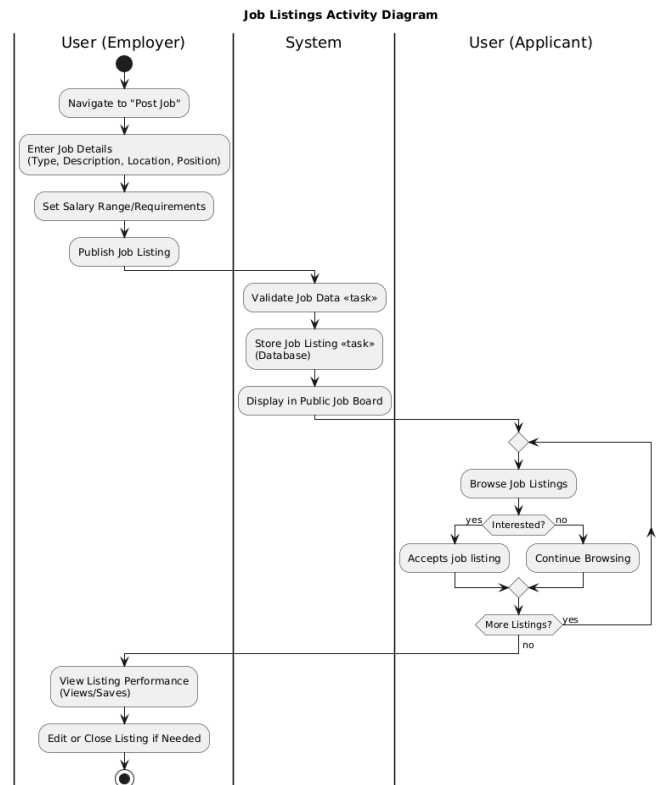 Job Listings Activity Diagram
User (Employer)
System
User (Applicant)
Navigate to "Post Job"
Enter Job Details
(Type, Description, Location, Position)
Set Salary Range/Requirements
Publish Job Listing
Validate Job Data «task»
Store Job Listing «task»
(Database)
Display in Public Job Board
Browse Job Listings
yes
Interested?
no
Accepts job listing
Continue Browsing
More Listings?
yes
no
View Listing Performance
(Views/Saves)
Edit or Close Listing if Needed